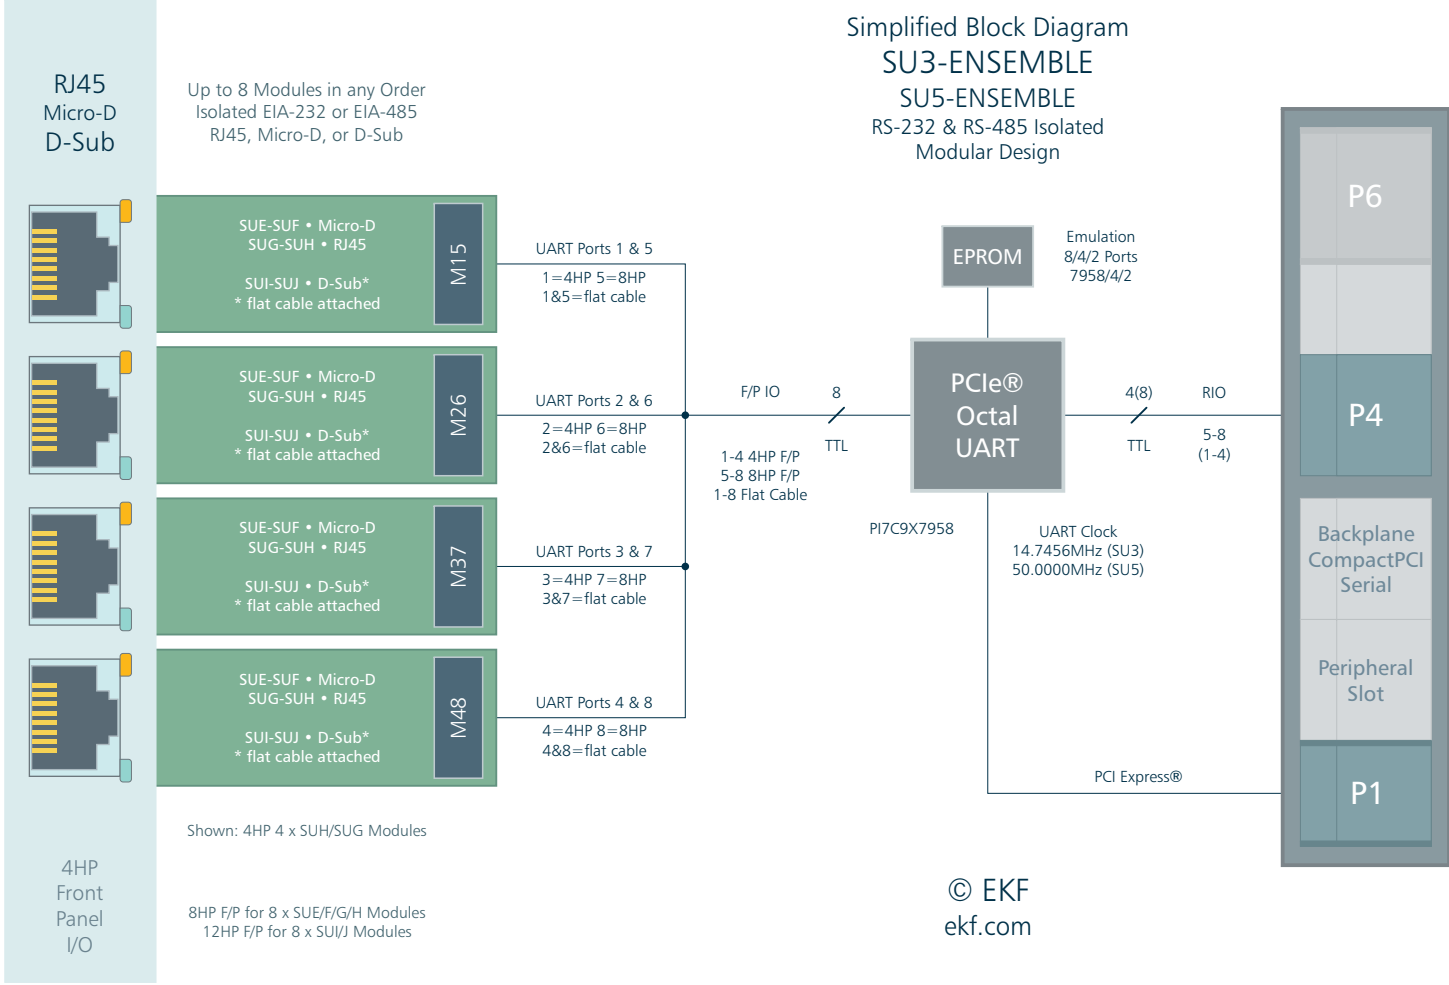 Simplified Block Diagram
SU3-ENSEMBLE
SU5-ENSEMBLE
RS-232 & RS-485 Isolated
Modular Design
RJ45
Micro-D
D-Sub
Up to 8 Modules in any Order
Isolated EIA-232 or EIA-485
RJ45, Micro-D, or D-Sub
SUE-SUF • Micro-D
SUG-SUH • RJ45
SUI-SUJ • D-Sub*
* flat cable attached
M15
UART Ports 1 & 5
1=4HP 5=8HP
1&5=flat cable
SUE-SUF • Micro-D
SUG-SUH • RJ45
SUI-SUJ • D-Sub*
* flat cable attached
M26
UART Ports 2 & 6
2=4HP 6=8HP
2&6=flat cable
SUE-SUF • Micro-D
SUG-SUH • RJ45
SUI-SUJ • D-Sub*
* flat cable attached
M37
UART Ports 3 & 7
3=4HP 7=8HP
3&7=flat cable
SUE-SUF • Micro-D
SUG-SUH • RJ45
SUI-SUJ • D-Sub*
* flat cable attached
M48
UART Ports 4 & 8
4=4HP 8=8HP
4&8=flat cable
F/P IO
8
TTL
1-4 4HP F/P
5-8 8HP F/P
1-8 Flat Cable
EPROM
Emulation
8/4/2 Ports
7958/4/2
PCIe®
Octal
UART
PI7C9X7958
UART Clock
14.7456MHz (SU3)
50.0000MHz (SU5)
4(8)
TTL
RIO
5-8
(1-4)
PCI Express®
P6
P4
Backplane
CompactPCI
Serial
Peripheral
Slot
P1
Shown: 4HP 4 x SUH/SUG Modules
4HP
Front
Panel
I/O
8HP F/P for 8 x SUE/F/G/H Modules
12HP F/P for 8 x SUI/J Modules
© EKF
ekf.com